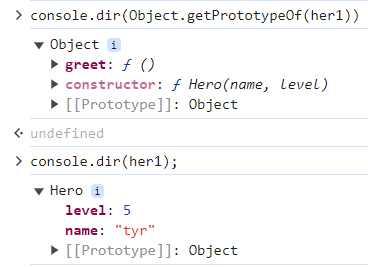 > console.dir(Object.getPrototypeOf(her1))
▼ Object i
▶ greet: ƒ ()
▶ constructor: ƒ Hero(name, level)
▶ [[Prototype]]: Object
undefined
> console.dir(her1);
▼ Hero i
level: 5
name: "tyr"
▶ [[Prototype]]: Object